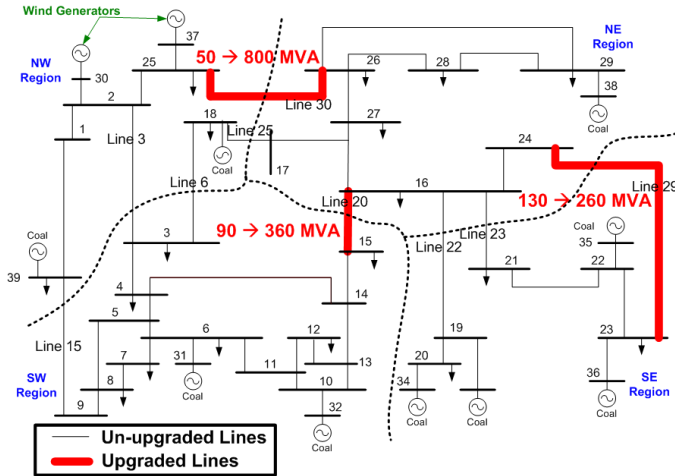 Wind Generators
37
50 → 800 MVA
26
28
NE
Region
29
NW
Region
25
30
2
Line 30
38
Coal
1
Line 3
18
Line 25
27
Coal
17
24
Line 6
16
Line 29
Line 20
130 → 260 MVA
Coal
39
3
90 → 360 MVA
15
Line 22
Line 23
35
Coal
21
22
4
14
5
Line 15
6
12
19
23
7
31
11
13
20
SW
Region
8
Coal
10
34
36
SE
Region
9
32
Coal
Coal
Coal
Coal
Un-upgraded Lines
Upgraded Lines